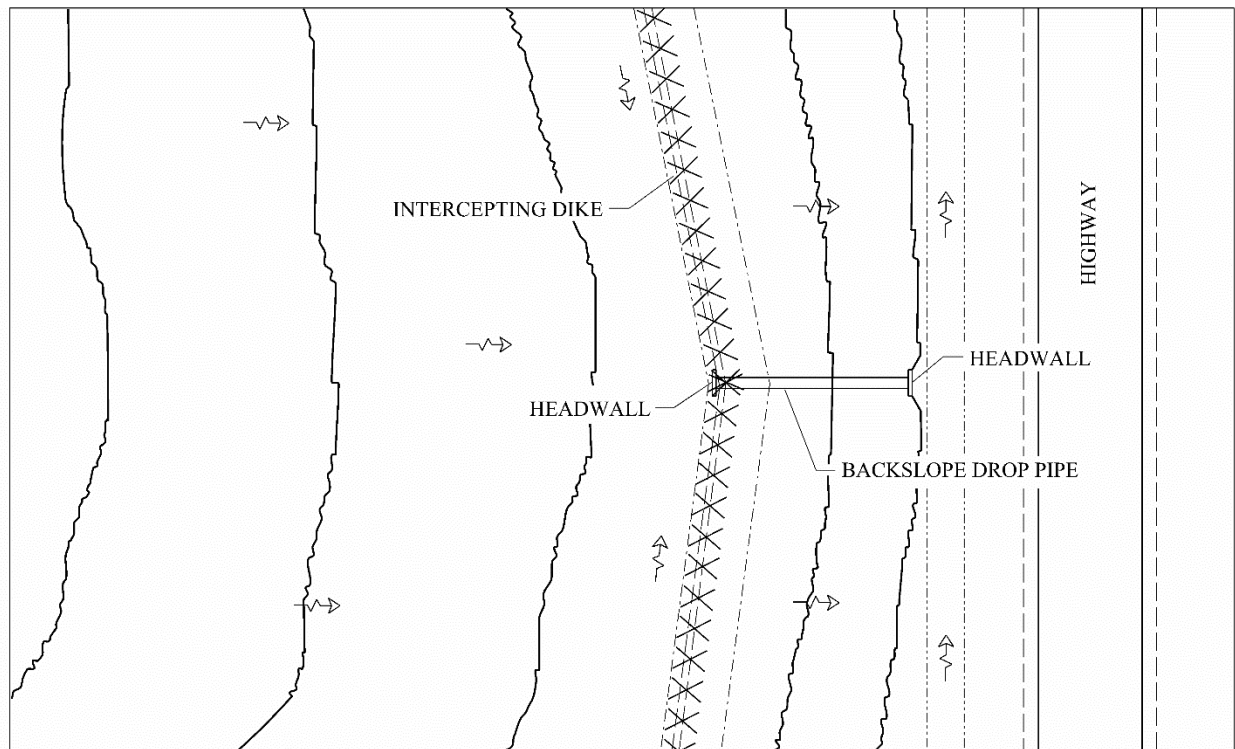 INTERCEPTING DIKE
HIGHWAY
HEADWALL
HEADWALL
BACKSLOPE DROP PIPE